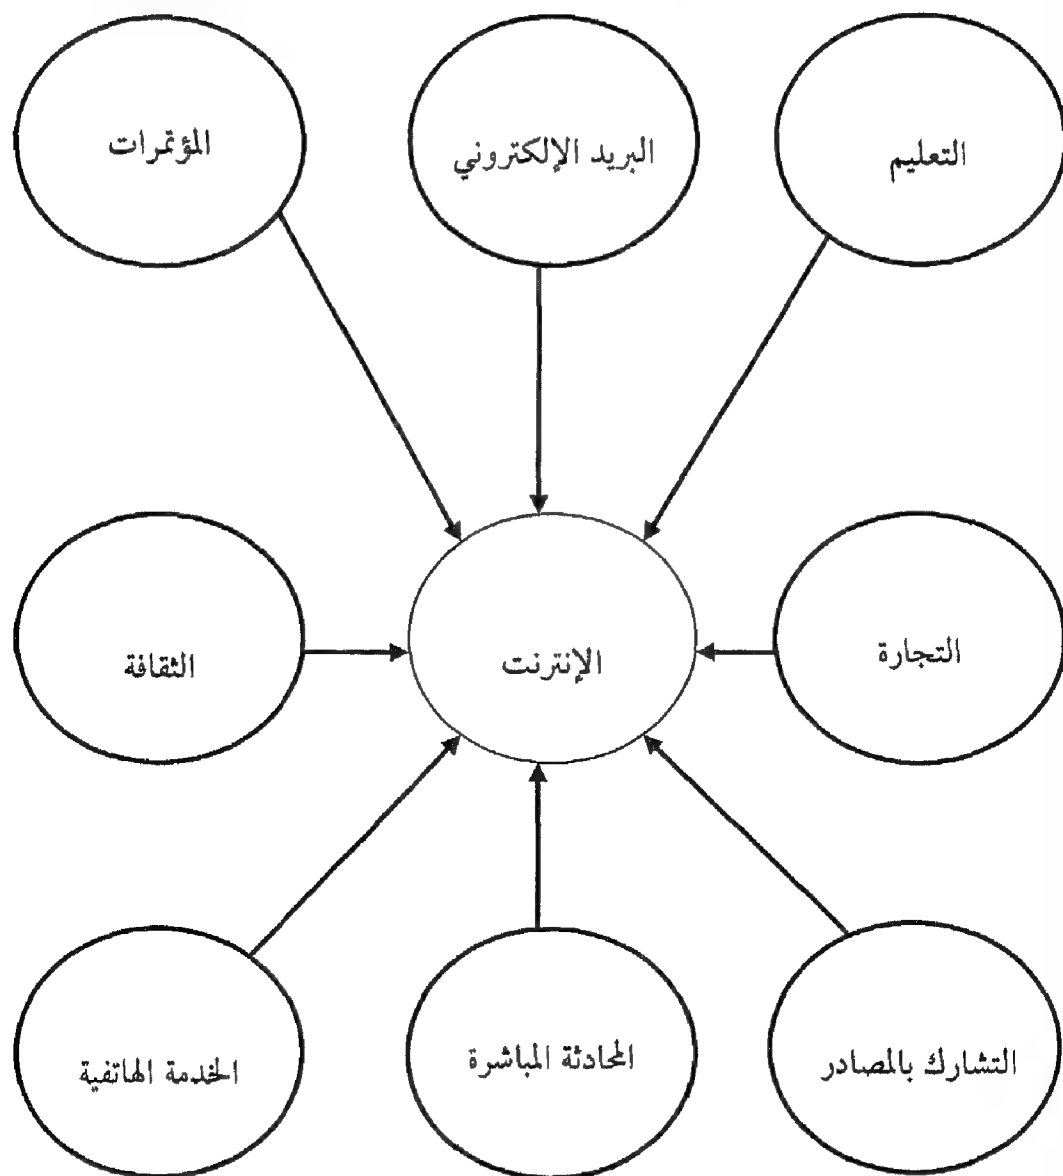 التعليم
البريد الإلكتروني
المؤتمرات
التجارة
الإنترنت
الثقافة
التشارك بالمصادر
المحادثة المباشرة
الخدمة الهاتفية